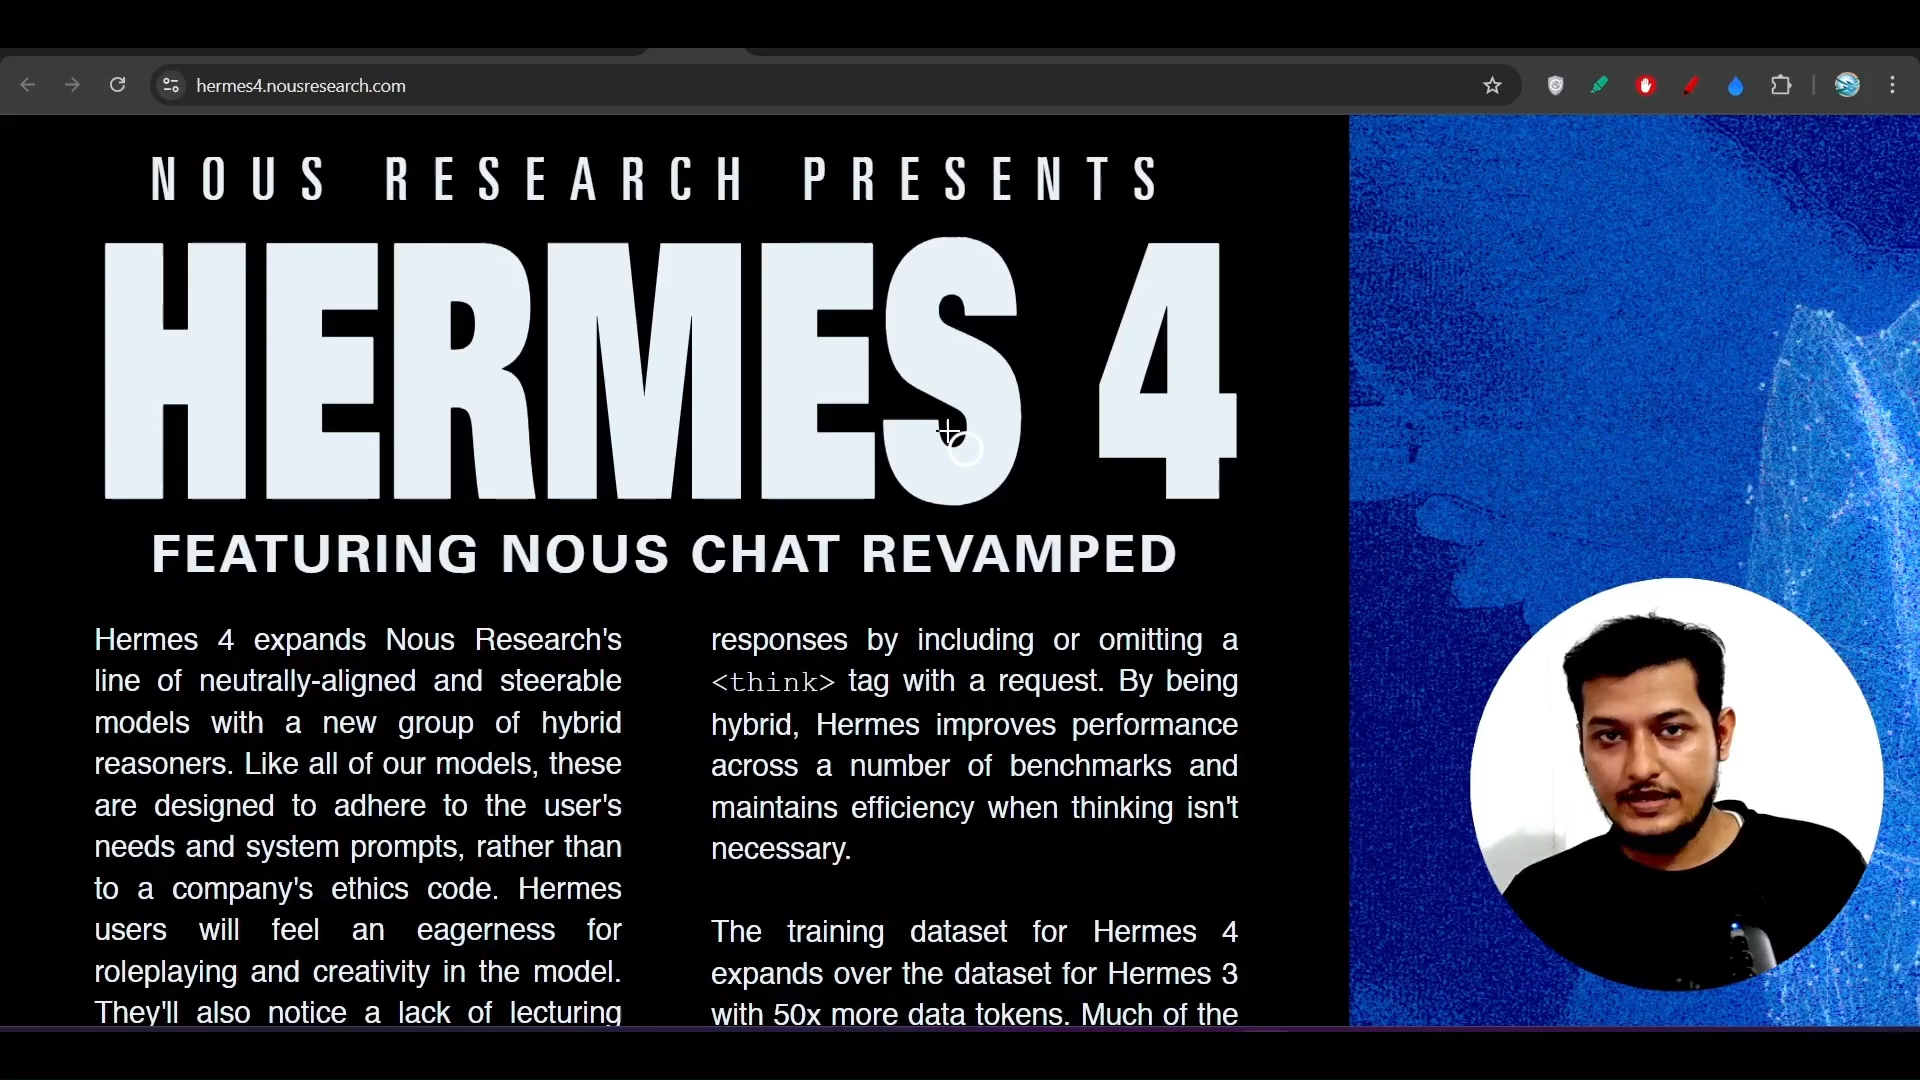 hermes4.nousresearch.com
NOUS RESEARCH PRESENTS
HERMES 4
FEATURING NOUS CHAT REVAMPED
Hermes 4 expands Nous Research's
line of neutrally-aligned and steerable
models with a new group of hybrid
reasoners. Like all of our models, these
are designed to adhere to the user's
needs and system prompts, rather than
to a company's ethics code. Hermes
users will feel an eagerness for
roleplaying and creativity in the model.
They'll also notice a lack of lecturing
responses by including or omitting a
<think> tag with a request. By being
hybrid, Hermes improves performance
across a number of benchmarks and
maintains efficiency when thinking isn't
necessary.
The training dataset for Hermes 4
expands over the dataset for Hermes 3
with 50x more data tokens. Much of the